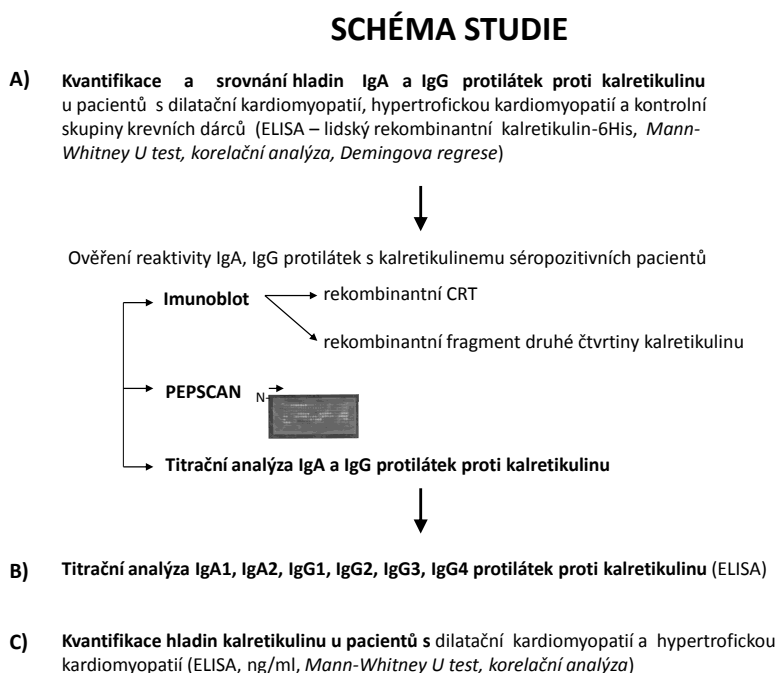 SCHÉMA STUDIE
A) Kvantifikace a srovnání hladin IgA a IgG protilátek proti kalretikulinu
u pacientů s dilatační kardiomyopatií, hypertrofickou kardiomyopatií a kontrolní
skupiny krevních dárců (ELISA – lidský rekombinantní kalretikulin-6His, Mann-
Whitney U test, korelační analýza, Demingova regrese)
Ověření reaktivity IgA, IgG protilátek s kalretikulinemu séropozitivních pacientů
Imunoblot
rekombinantní CRT
rekombinantní fragment druhé čtvrtiny kalretikulinu
PEPSCAN
N
Titrační analýza IgA a IgG protilátek proti kalretikulinu
B) Titrační analýza IgA1, IgA2, IgG1, IgG2, IgG3, IgG4 protilátek proti kalretikulinu (ELISA)
C) Kvantifikace hladin kalretikulinu u pacientů s dilatační kardiomyopatií a hypertrofickou
kardiomyopatií (ELISA, ng/ml, Mann-Whitney U test, korelační analýza)